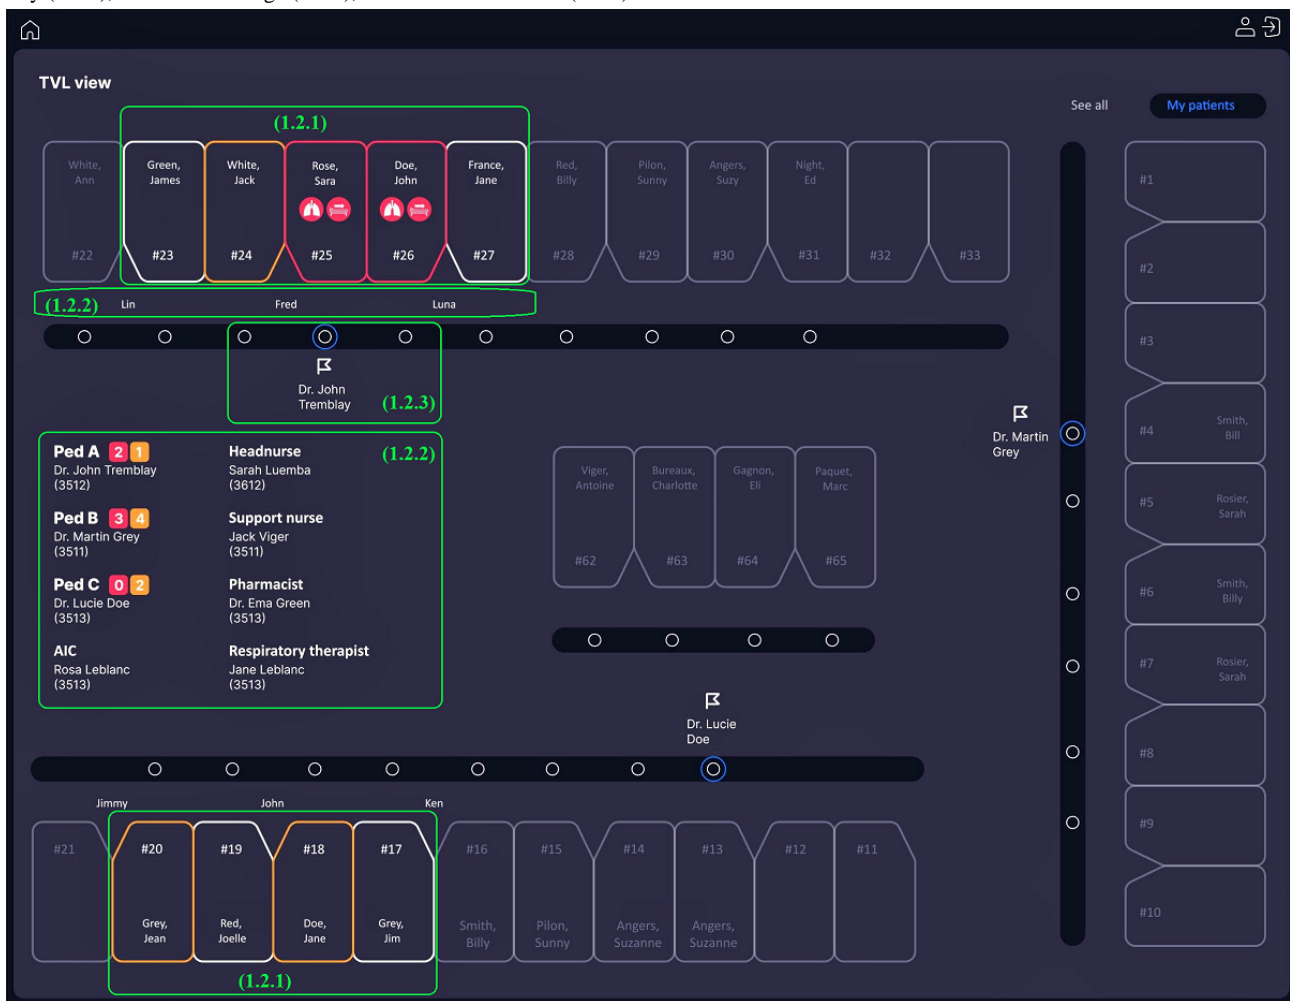 TVL view
See all
My patients
(1.2.1)
White,
Ann
#22
Green,
James
#23
White,
Jack
#24
Rose,
Sara
#25
Doe,
John
#26
France,
Jane
#27
Red,
Billy
#28
Pilon,
Sunny
#29
Angers,
Suzy
#30
Night,
Ed
#31
#32
#33
(1.2.2)
Lin
Fred
Luna
Dr. John
Tremblay
(1.2.3)
(1.2.2)
Ped A 2 1
Dr. John Tremblay
(3512)
Ped B 3 4
Dr. Martin Grey
(3511)
Ped C 0 2
Dr. Lucie Doe
(3513)
AIC
Rosa Leblanc
(3513)
Headnurse
Sarah Luemba
(3612)
Support nurse
Jack Viger
(3511)
Pharmacist
Dr. Ema Green
(3513)
Respiratory therapist
Jane Leblanc
(3513)
Viger,
Antoine
#62
Bureaux,
Charlotte
#63
Gagnon,
Eli
#64
Paquet,
Marc
#65
Dr. Martin
Grey
#1
#2
#3
#4
Smith,
Bill
#5
Rosier,
Sarah
#6
Smith,
Billy
#7
Rosier,
Sarah
#8
#9
#10
Dr. Lucie
Doe
Jimmy
John
Ken
#21
#20
Grey,
Jean
#19
Red,
Joelle
#18
Doe,
Jane
#17
Grey,
Jim
#16
Smith,
Billy
#15
Pilon,
Sunny
#14
Angers,
Suzanne
#13
Angers,
Suzanne
#12
#11
(1.2.1)